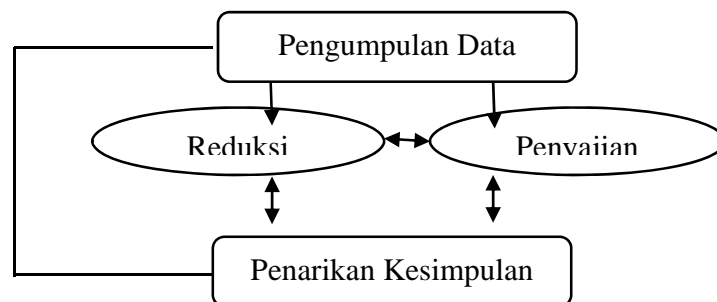 Pengumpulan Data
Reduksi
Penyajian
Penarikan Kesimpulan